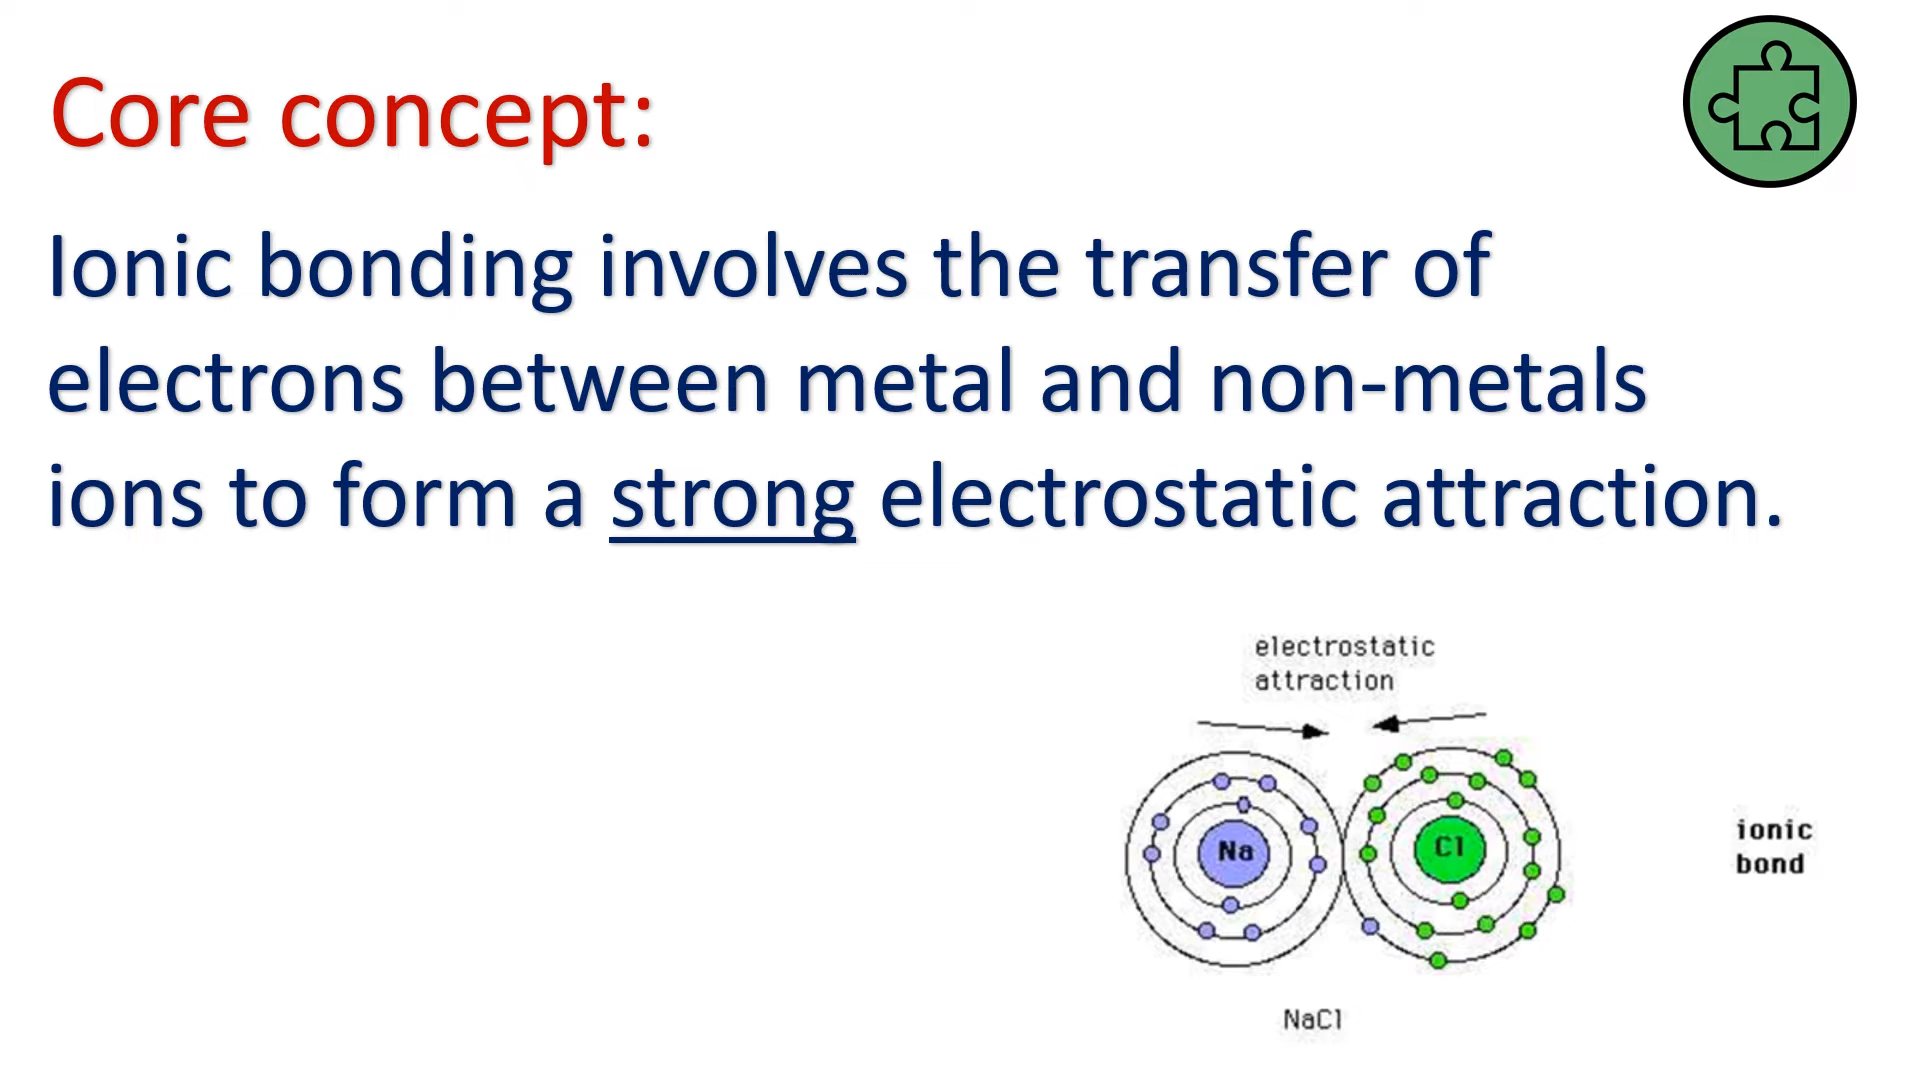 Core concept:
Ionic bonding involves the transfer of
electrons between metal and non-metals
ions to form a strong electrostatic attraction.
electrostatic
attraction
Na
Cl
ionic
bond
NaCl